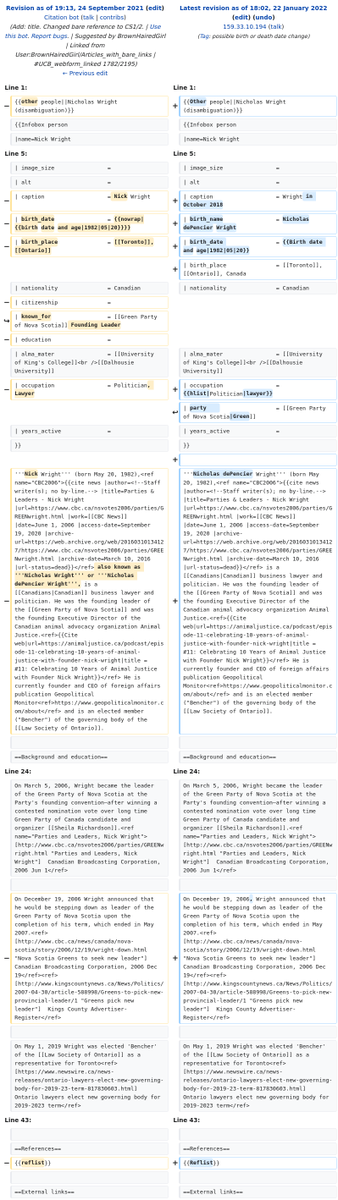 Revision as of 19:13, 24 September 2021 (edit)
Citation bot (talk | contribs)
(Add: title. Changed bare reference to CS1/2. | Use
this bot. Report bugs. | Suggested by BrownHairedGirl
| Linked from
User:BrownHairedGirl/Articles_with_bare_links |
#UCB_webform_linked 1782/2195)
← Previous edit
Latest revision as of 18:02, 22 January 2022
(edit) (undo)
159.33.10.194 (talk)
(Tag: possible birth or death date change)
Line 1:
Line 1:
− {{other people||Nicholas Wright
(disambiguation)}}
+ {{Other people||Nicholas Wright
(disambiguation)}}
{{Infobox person
{{Infobox person
|name=Nick Wright
|name=Nick Wright
Line 5:
Line 5:
| image_size =
| image_size =
| alt =
| alt =
− | caption = Nick Wright
+ | caption = Wright in
October 2018
− | birth_date = {{nowrap|
{{birth date and age|1982|05|20}}}}
+ | birth_name = Nicholas
dePencier Wright
− | birth_place = [[Toronto]],
[[Ontario]]
+ | birth_date = {{Birth date
and age|1982|05|20}}
+ | birth_place = [[Toronto]],
[[Ontario]], Canada
| nationality = Canadian
| nationality = Canadian
− | citizenship =
| known_for = [[Green Party
of Nova Scotia]] Founding Leader
− | education =
| alma_mater = [[University
of King's College]]<br />[[Dalhousie
University]]
| alma_mater = [[University
of King's College]]<br />[[Dalhousie
University]]
− | occupation = Politician,
Lawyer
+ | occupation =
{{hlist|Politician|lawyer}}
| party = [[Green Party
of Nova Scotia|Green]]
| years_active =
| years_active =
}}
}}
+
− '''Nick Wright''' (born May 20, 1982),<ref
name="CBC2006">{{cite news |author=<!--Staff
writer(s); no by-line.--> |title=Parties &
Leaders - Nick Wright
|url=https://www.cbc.ca/nsvotes2006/parties/G
REENwright.html |work=[[CBC News]]
|date=June 1, 2006 |access-date=September
19, 2020 |archive-
url=https://web.archive.org/web/2016031013412
7/https://www.cbc.ca/nsvotes2006/parties/GREE
Nwright.html |archive-date=March 10, 2016
|url-status=dead}}</ref> also known as
'''Nicholas Wright''' or '''Nicholas
dePencier Wright''', is a
[[Canadians|Canadian]] business lawyer and
politician. He was the founding leader of
the [[Green Party of Nova Scotia]] and was
the founding Executive Director of the
Canadian animal advocacy organization Animal
Justice.<ref>{{Cite
web|url=https://animaljustice.ca/podcast/epis
ode-11-celebrating-10-years-of-animal-
justice-with-founder-nick-wright|title =
#11: Celebrating 10 Years of Animal Justice
with Founder Nick Wright}}</ref> He is
currently founder and CEO of foreign affairs
publication Geopolitical
Monitor<ref>https://www.geopoliticalmonitor.c
om/about</ref> and is an elected member
("Bencher") of the governing body of the
[[Law Society of Ontario]].
+ '''Nicholas dePencier Wright''' (born May
20, 1982),<ref name="CBC2006">{{cite news
|author=<!--Staff writer(s); no by-line.-->
|title=Parties & Leaders - Nick Wright
|url=https://www.cbc.ca/nsvotes2006/parties/G
REENwright.html |work=[[CBC News]]
|date=June 1, 2006 |access-date=September
19, 2020 |archive-
url=https://web.archive.org/web/2016031013412
7/https://www.cbc.ca/nsvotes2006/parties/GREE
Nwright.html |archive-date=March 10, 2016
|url-status=dead}}</ref> is a
[[Canadians|Canadian]] business lawyer and
politician. He was the founding leader of
the [[Green Party of Nova Scotia]] and was
the founding Executive Director of the
Canadian animal advocacy organization Animal
Justice.<ref>{{Cite
web|url=https://animaljustice.ca/podcast/epis
ode-11-celebrating-10-years-of-animal-
justice-with-founder-nick-wright|title =
#11: Celebrating 10 Years of Animal Justice
with Founder Nick Wright}}</ref> He is
currently founder and CEO of foreign affairs
publication Geopolitical
Monitor<ref>https://www.geopoliticalmonitor.c
om/about</ref> and is an elected member
("Bencher") of the governing body of the
[[Law Society of Ontario]].
==Background and education==
==Background and education==
Line 24:
Line 24:
On March 5, 2006, Wright became the leader
of the Green Party of Nova Scotia at the
Party's founding convention—after winning a
contested nomination vote over long time
Green Party of Canada candidate and
organizer [[Sheila Richardson]].<ref
name="Parties and Leaders, Nick Wright">
[http://cbc.ca/nsvotes2006/parties/GREENw
right.html "Parties and Leaders, Nick
Wright"] Canadian Broadcasting Corporation,
2006 Jun 1</ref>
On March 5, 2006, Wright became the leader
of the Green Party of Nova Scotia at the
Party's founding convention—after winning a
contested nomination vote over long time
Green Party of Canada candidate and
organizer [[Sheila Richardson]].<ref
name="Parties and Leaders, Nick Wright">
[http://cbc.ca/nsvotes2006/parties/GREENw
right.html "Parties and Leaders, Nick
Wright"] Canadian Broadcasting Corporation,
2006 Jun 1</ref>
− On December 19, 2006 Wright announced that
he would be stepping down as leader of the
Green Party of Nova Scotia upon the
completion of his term, which ended in May
2007.<ref>
[http://www.cbc.ca/news/canada/nova-
scotia/story/2006/12/19/wright-down.html
"Nova Scotia Greens to seek new leader"]
Canadian Broadcasting Corporation, 2006 Dec
19</ref><ref>
[http://www.kingscountynews.ca/News/Politics/
2007-04-30/article-588998/Greens-to-pick-new-
provincial-leader/1 "Greens pick new
leader"] Kings County Advertiser-
Register</ref>
+ On December 19, 2006, Wright announced that
he would be stepping down as leader of the
Green Party of Nova Scotia upon the
completion of his term, which ended in May
2007.<ref>
[http://www.cbc.ca/news/canada/nova-
scotia/story/2006/12/19/wright-down.html
"Nova Scotia Greens to seek new leader"]
Canadian Broadcasting Corporation, 2006 Dec
19</ref><ref>
[http://www.kingscountynews.ca/News/Politics/
2007-04-30/article-588998/Greens-to-pick-new-
provincial-leader/1 "Greens pick new
leader"] Kings County Advertiser-
Register</ref>
On May 1, 2019 Wright was elected 'Bencher'
of the [[Law Society of Ontario]] as a
representative for Toronto<ref>
[https://www.newswire.ca/news-
releases/ontario-lawyers-elect-new-governing-
body-for-2019-23-term-817830603.html]
Ontario lawyers elect new governing body for
2019-2023 term</ref>
On May 1, 2019 Wright was elected 'Bencher'
of the [[Law Society of Ontario]] as a
representative for Toronto<ref>
[https://www.newswire.ca/news-
releases/ontario-lawyers-elect-new-governing-
body-for-2019-23-term-817830603.html]
Ontario lawyers elect new governing body for
2019-2023 term</ref>
Line 43:
Line 43:
==References==
==References==
− {{reflist}}
+ {{Reflist}}
==External links==
==External links==